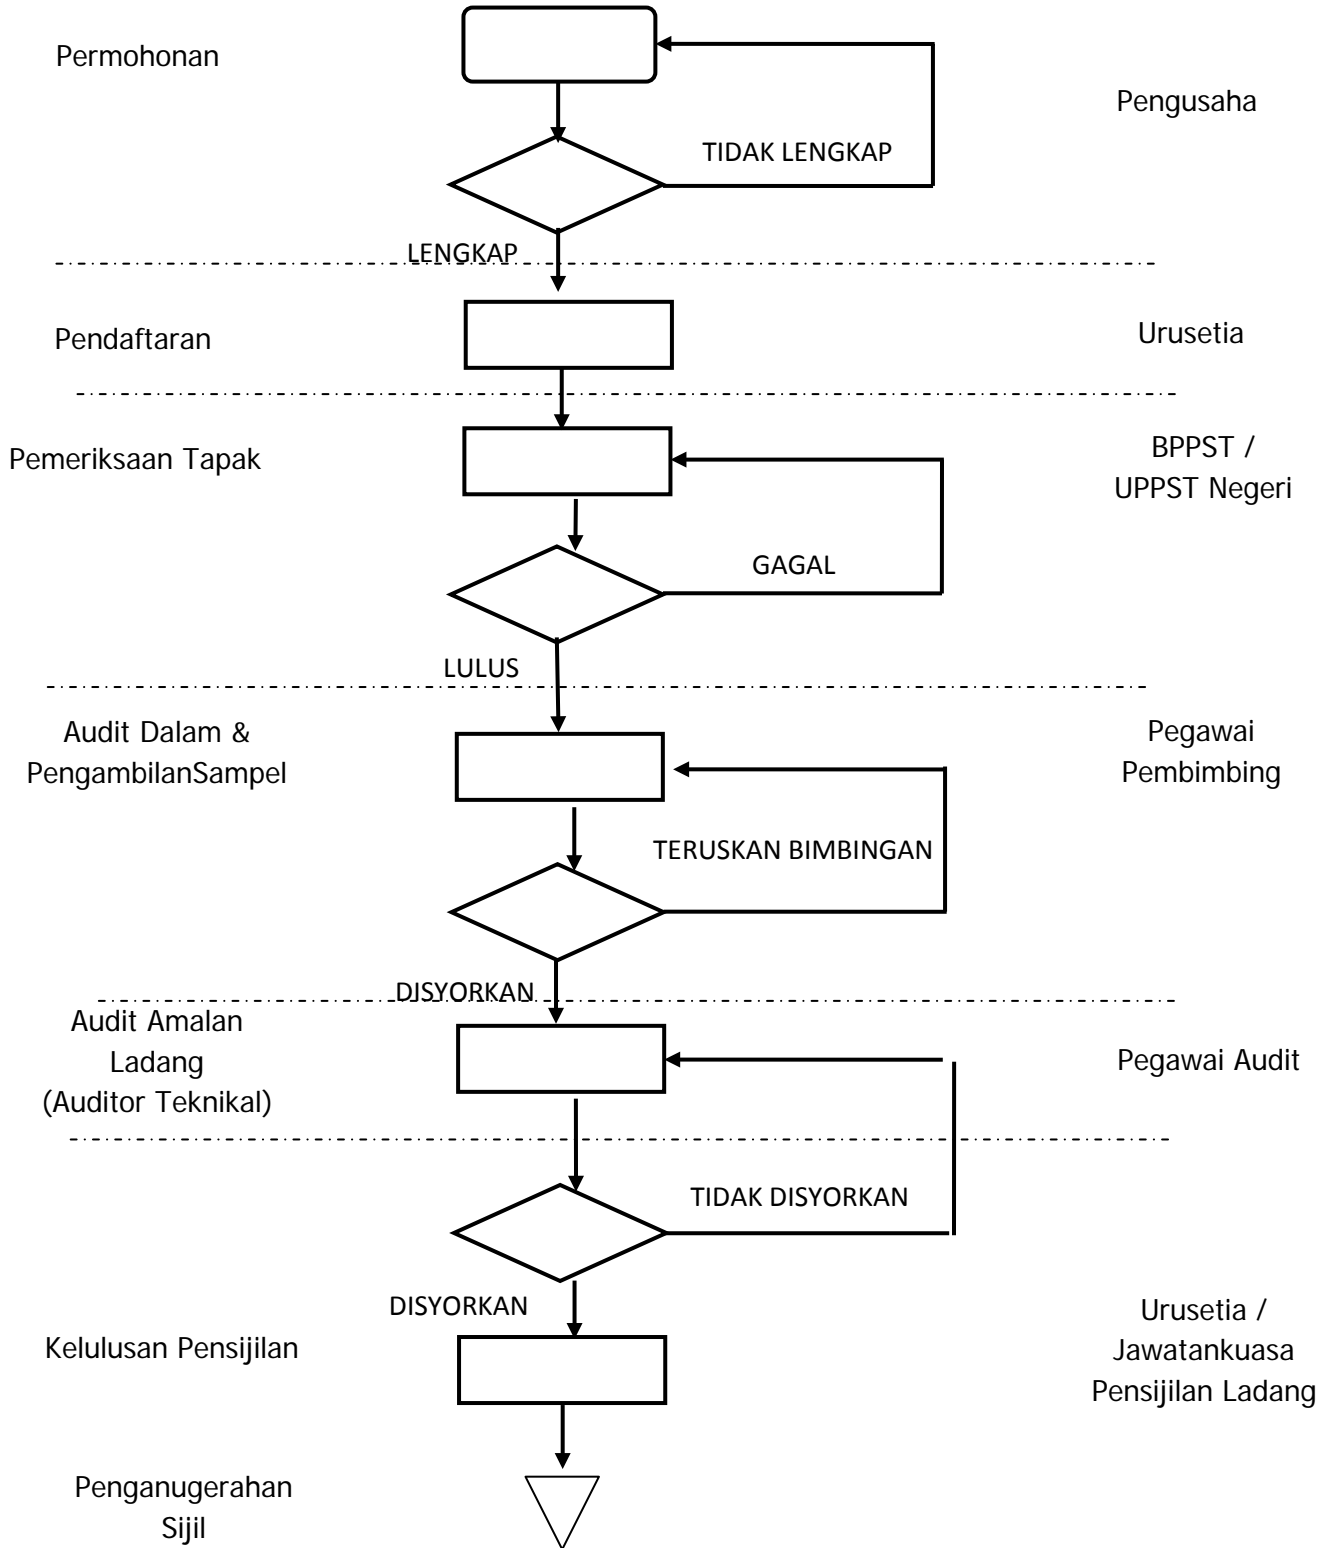 Permohonan
Pengusaha
TIDAK LENGKAP
LENGKAP
Pendaftaran
Urusetia
Pemeriksaan Tapak
BPPST /
UPPST Negeri
GAGAL
LULUS
Audit Dalam &
PengambilanSampel
Pegawai
Pembimbing
TERUSKAN BIMBINGAN
DISYORKAN
Audit Amalan
Ladang
(Auditor Teknikal)
Pegawai Audit
TIDAK DISYORKAN
DISYORKAN
Kelulusan Pensijilan
Urusetia /
Jawatankuasa
Pensijilan Ladang
Penganugerahan
Sijil